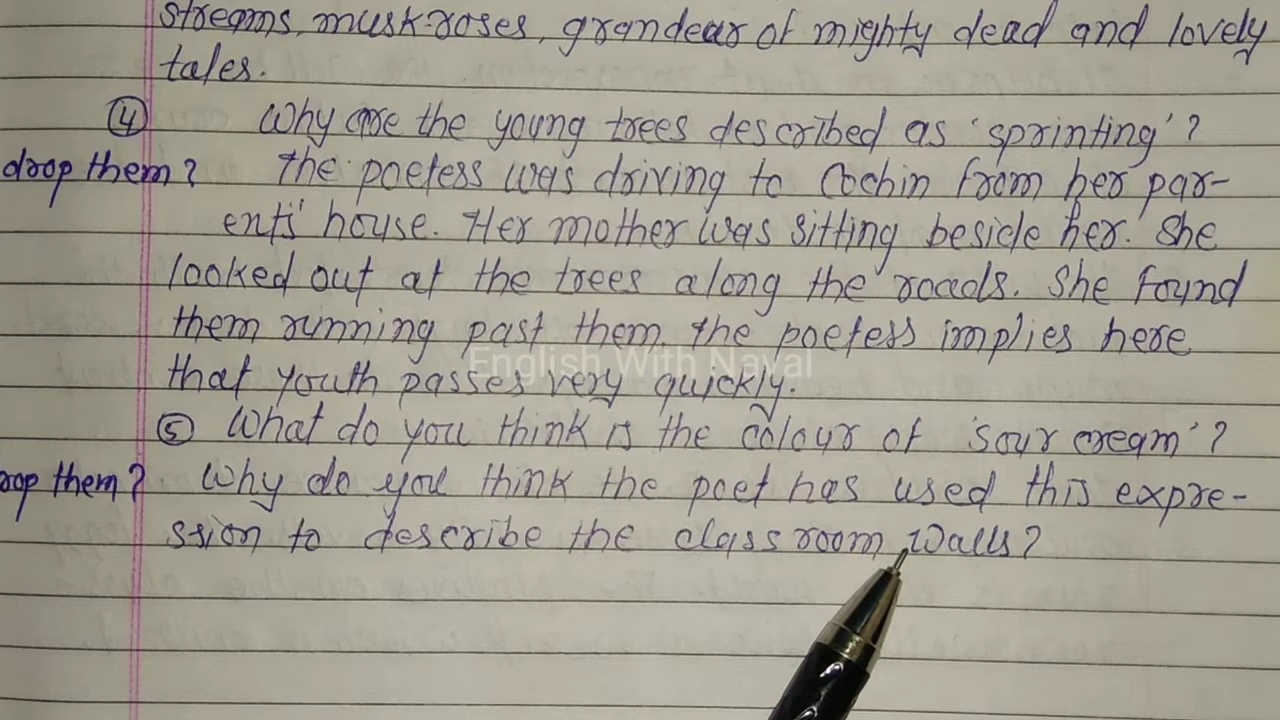 streams, musk-roses, grandear of mighty dead and lovely
tales.
④ Why are the young trees described as 'sprinting'?
drop them? The poetess was driving to Cochin from her par-
ents' house. Her mother was sitting beside her. She
looked out at the trees along the roads. She found
them running past them. The poetess implies here
English With Naval
that youth passes very quickly.
⑤ What do you think is the colour of 'sour cream'?
rop them? Why do you think the poet has used this expre-
ssion to describe the class room walls?